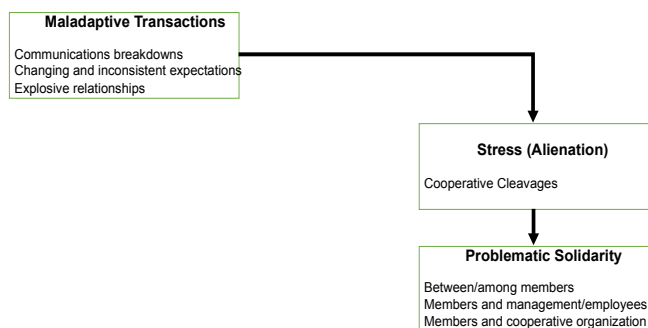 Maladaptive Transactions
Communications breakdowns
Changing and inconsistent expectations
Explosive relationships
Stress (Alienation)
Cooperative Cleavages
Problematic Solidarity
Between/among members
Members and management/employees
Members and cooperative organization